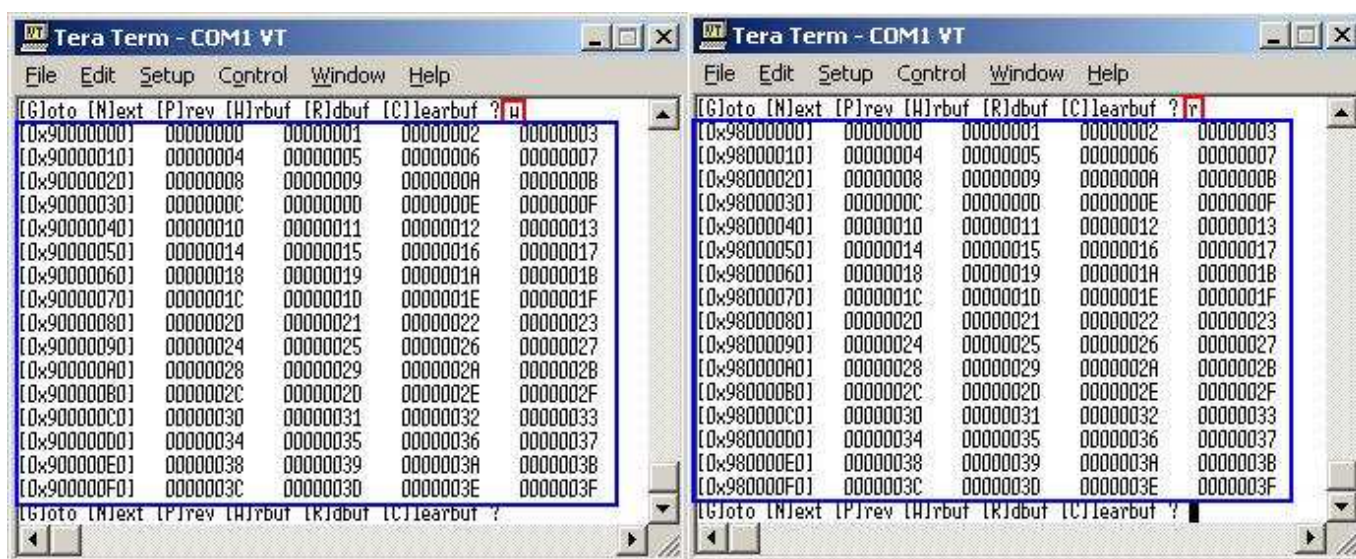 Tera Term - COM1 VT
File Edit Setup Control Window Help
[G]oto [N]ext [P]rev [W]rbuf [R]dbuf [C]learbuf ? w
[0x90000000] 00000000 00000001 00000002 00000003
[0x90000010] 00000004 00000005 00000006 00000007
[0x90000020] 00000008 00000009 0000000A 0000000B
[0x90000030] 0000000C 0000000D 0000000E 0000000F
[0x90000040] 00000010 00000011 00000012 00000013
[0x90000050] 00000014 00000015 00000016 00000017
[0x90000060] 00000018 00000019 0000001A 0000001B
[0x90000070] 0000001C 0000001D 0000001E 0000001F
[0x90000080] 00000020 00000021 00000022 00000023
[0x90000090] 00000024 00000025 00000026 00000027
[0x900000A0] 00000028 00000029 0000002A 0000002B
[0x900000B0] 0000002C 0000002D 0000002E 0000002F
[0x900000C0] 00000030 00000031 00000032 00000033
[0x900000D0] 00000034 00000035 00000036 00000037
[0x900000E0] 00000038 00000039 0000003A 0000003B
[0x900000F0] 0000003C 0000003D 0000003E 0000003F
[G]oto [N]ext [P]rev [W]rbuf [R]dbuf [C]learbuf ?
Tera Term - COM1 VT
File Edit Setup Control Window Help
[G]oto [N]ext [P]rev [W]rbuf [R]dbuf [C]learbuf ? r
[0x98000000] 00000000 00000001 00000002 00000003
[0x98000010] 00000004 00000005 00000006 00000007
[0x98000020] 00000008 00000009 0000000A 0000000B
[0x98000030] 0000000C 0000000D 0000000E 0000000F
[0x98000040] 00000010 00000011 00000012 00000013
[0x98000050] 00000014 00000015 00000016 00000017
[0x98000060] 00000018 00000019 0000001A 0000001B
[0x98000070] 0000001C 0000001D 0000001E 0000001F
[0x98000080] 00000020 00000021 00000022 00000023
[0x98000090] 00000024 00000025 00000026 00000027
[0x980000A0] 00000028 00000029 0000002A 0000002B
[0x980000B0] 0000002C 0000002D 0000002E 0000002F
[0x980000C0] 00000030 00000031 00000032 00000033
[0x980000D0] 00000034 00000035 00000036 00000037
[0x980000E0] 00000038 00000039 0000003A 0000003B
[0x980000F0] 0000003C 0000003D 0000003E 0000003F
[G]oto [N]ext [P]rev [W]rbuf [R]dbuf [C]learbuf ?